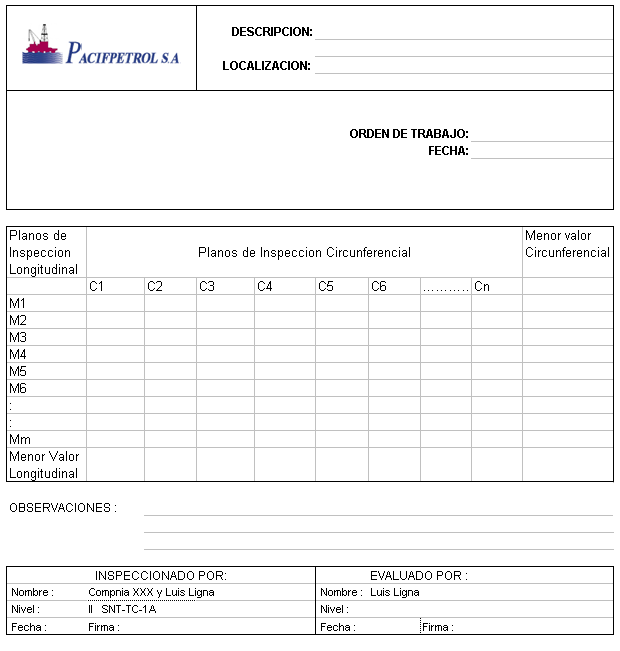 PACIFPETROL S.A
DESCRIPCION:
LOCALIZACION:
ORDEN DE TRABAJO:
FECHA:
Planos de Inspeccion Longitudinal
Planos de Inspeccion Circunferencial
Menor valor Circunferencial
C1 C2 C3 C4 C5 C6 ……….. Cn
M1
M2
M3
M4
M5
M6
:
:
Mm
Menor Valor
Longitudinal
OBSERVACIONES :
INSPECCIONADO POR: EVALUADO POR :
Nombre : Compnia XXX y Luis Ligna Nombre : Luis Ligna
Nivel : II SNT-TC-1A Nivel :
Fecha : Firma : Fecha : Firma :